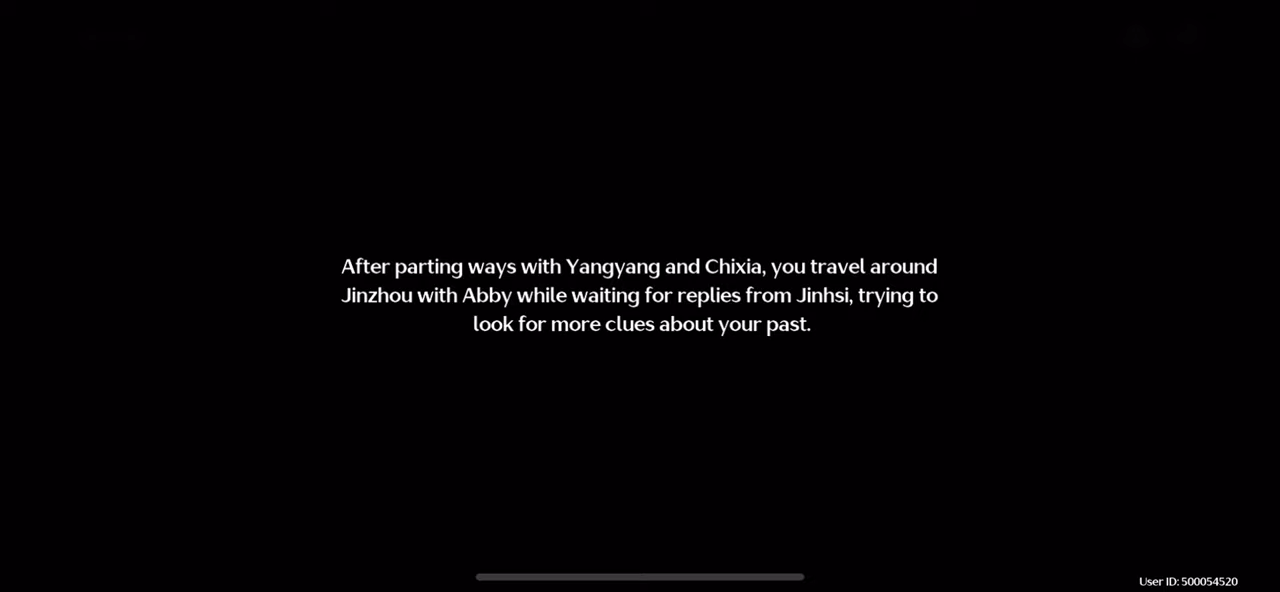 After parting ways with Yangyang and Chixia, you travel around
Jinzhou with Abby while waiting for replies from Jinhsi, trying to
look for more clues about your past.
User ID: 500054520